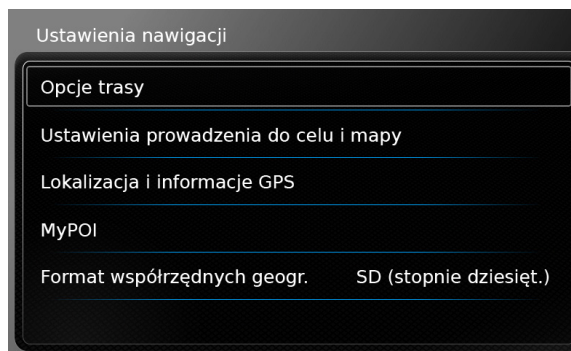 Ustawienia nawigacji
Opcje trasy
Ustawienia prowadzenia do celu i mapy
Lokalizacja i informacje GPS
MyPOI
Format współrzędnych geogr. SD (stopnie dziesięt.)